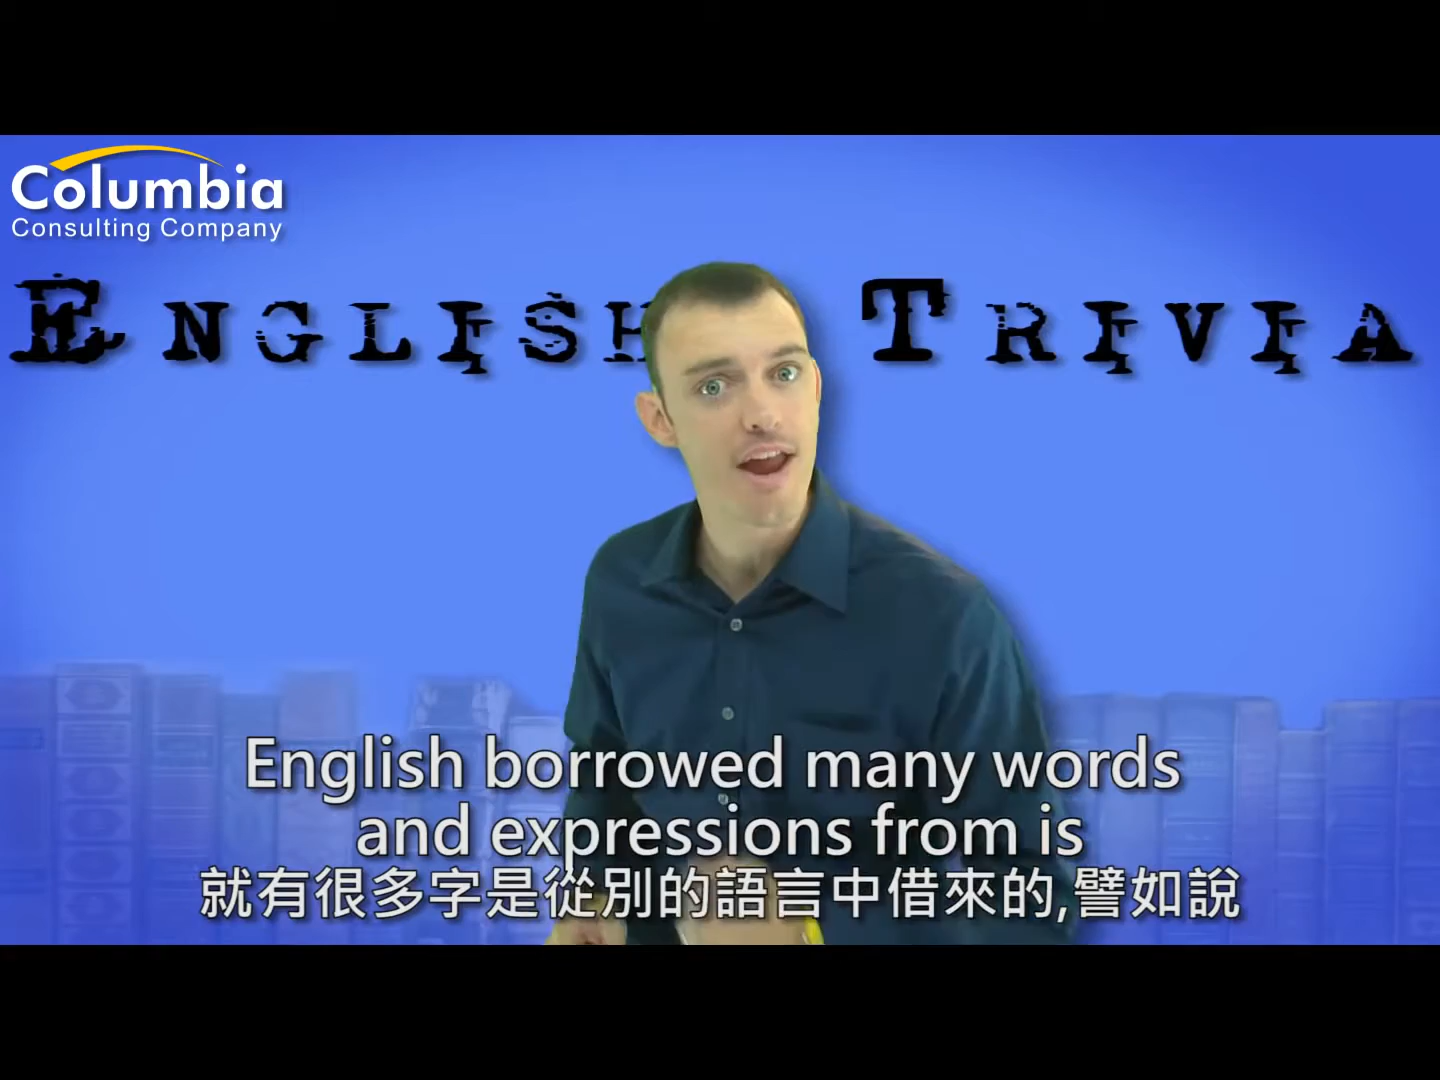 Columbia
Consulting Company
ENGLISH TRIVIA
English borrowed many words
and expressions from is
就有很多字是從別的語言中借來的,譬如說